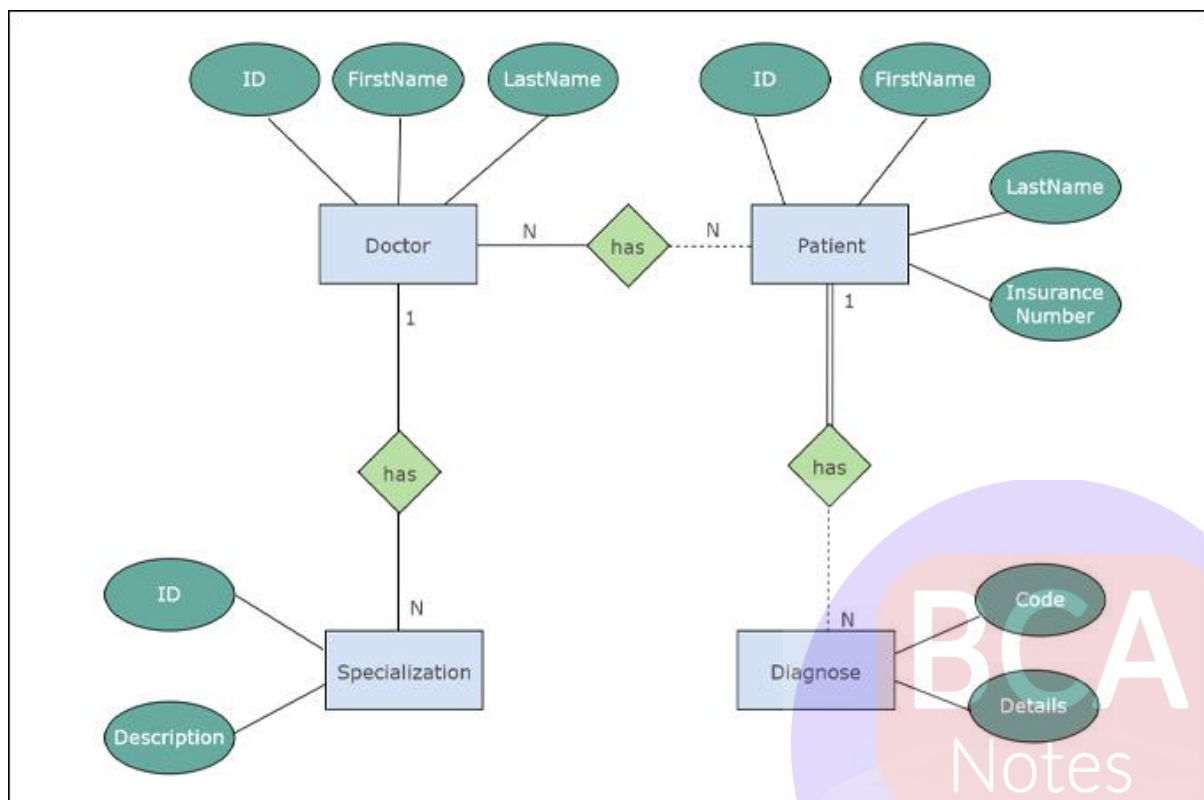 ID
FirstName
LastName
ID
FirstName
LastName
Doctor
N
has
N
Patient
Insurance
Number
1
1
has
has
ID
N
N
Code
Specialization
Diagnose
Description
Details
BCA
Notes